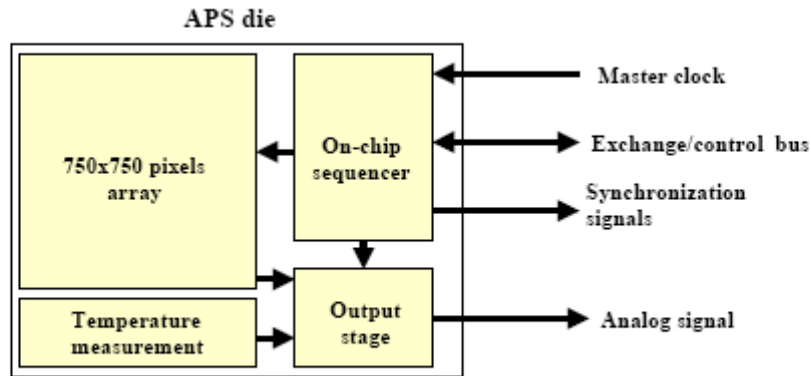 APS die
750x750 pixels
array
On-chip
sequencer
Temperature
measurement
Output
stage
Master clock
Exchange/control bus
Synchronization
signals
Analog signal